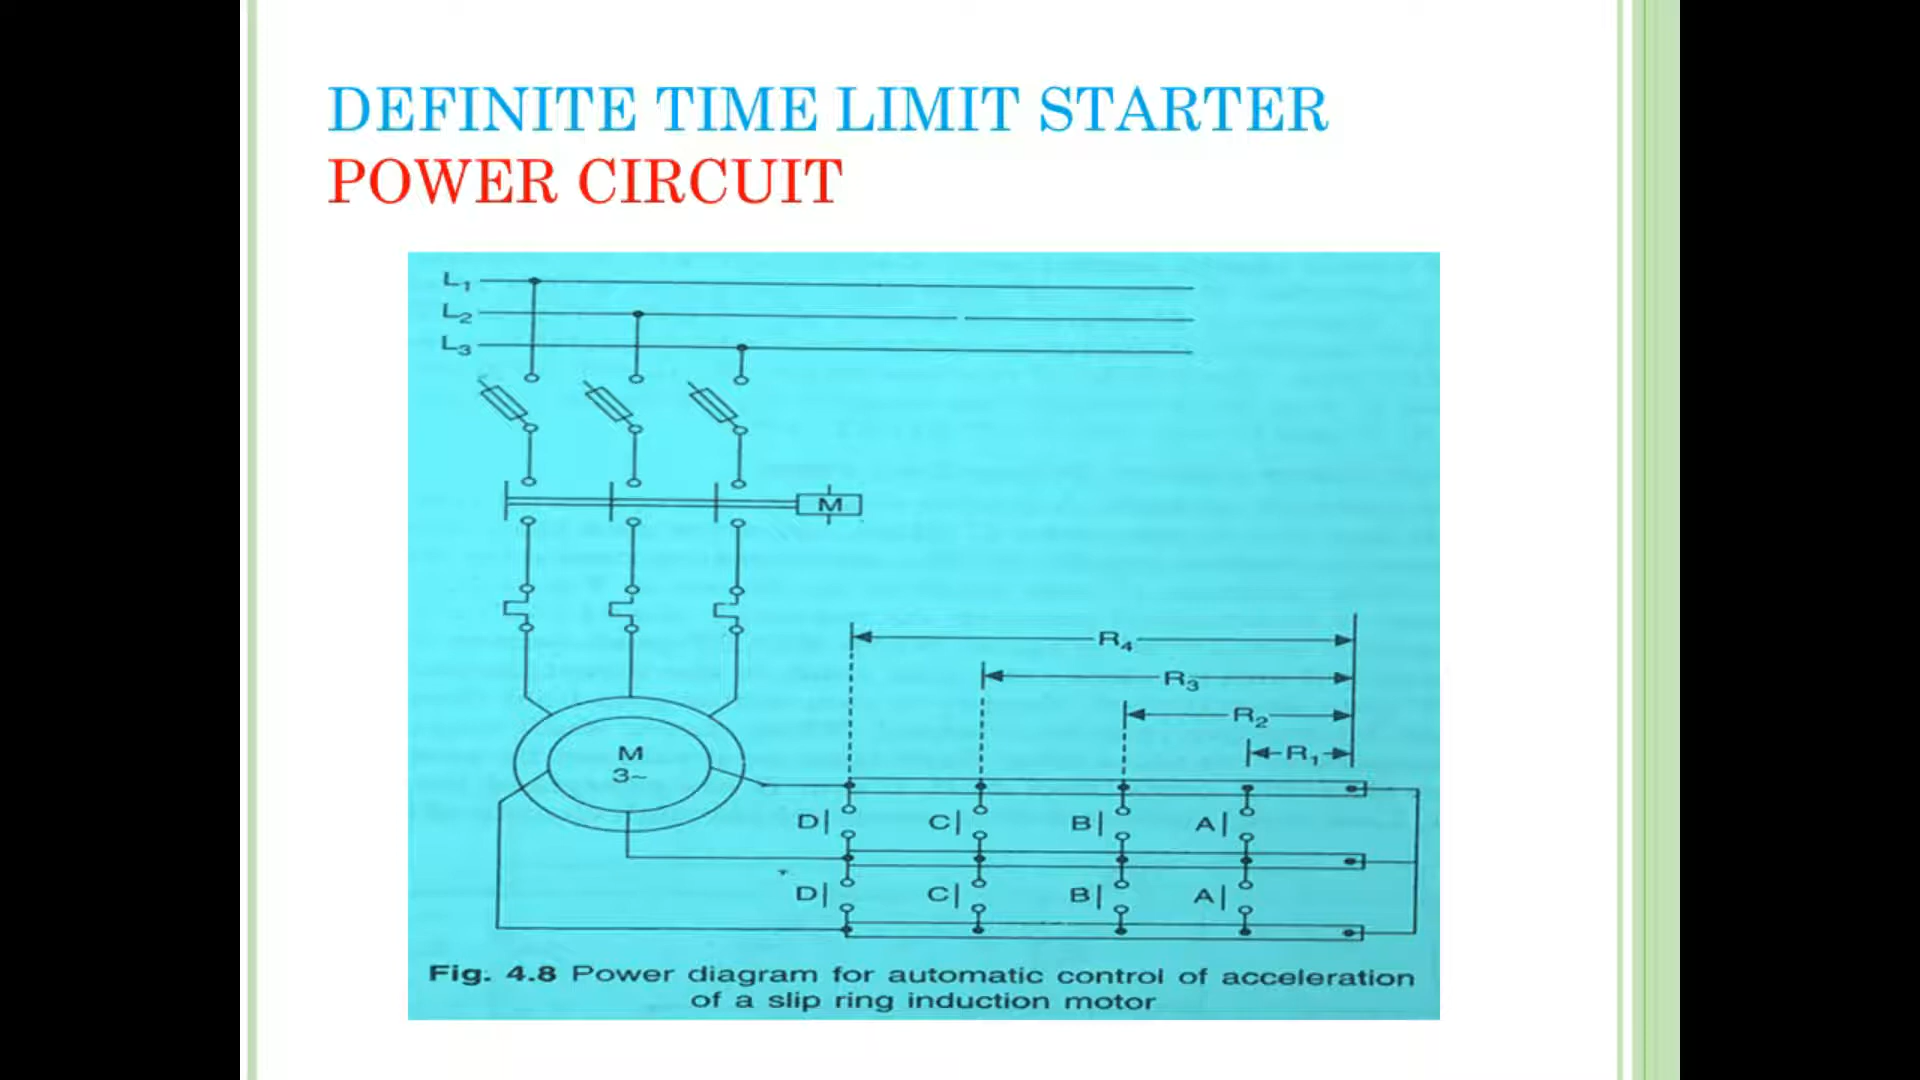 DEFINITE TIME LIMIT STARTER
POWER CIRCUIT
L1
L2
L3
M
R4
R3
R2
R1
M
3~
D C B A
D C B A
Fig. 4.8 Power diagram for automatic control of acceleration
of a slip ring induction motor